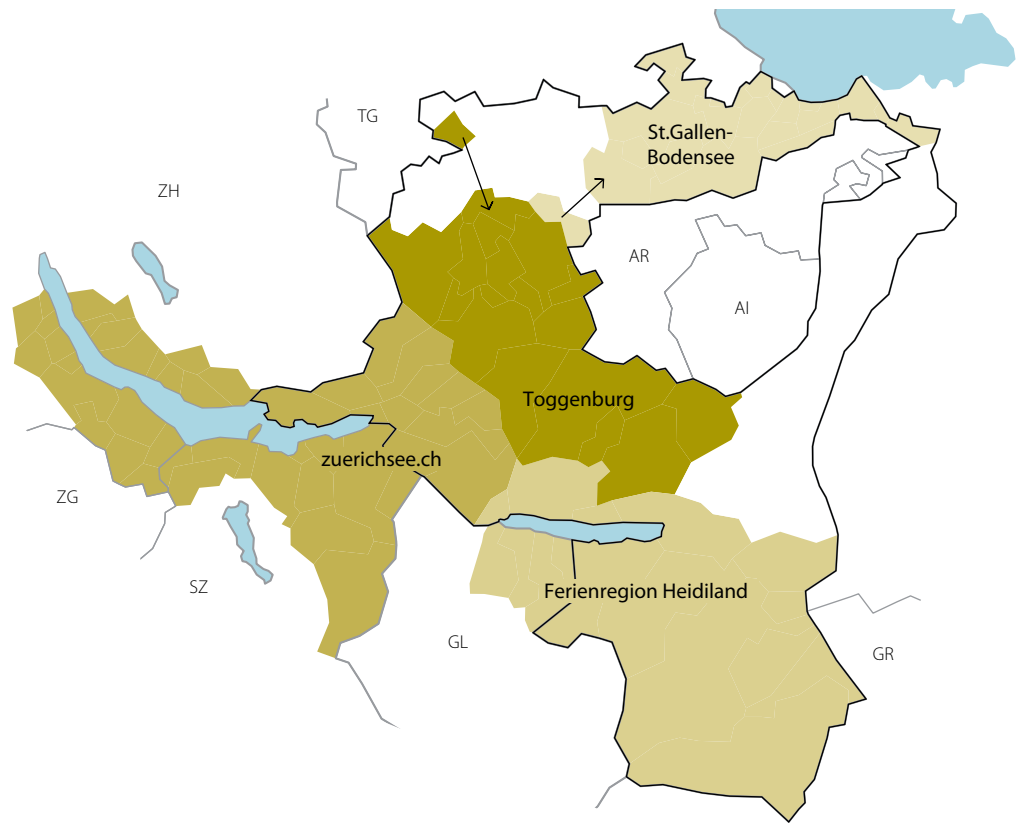 TG
St.Gallen-
Bodensee
ZH
AR
AI
Toggenburg
zuerichsee.ch
ZG
SZ
Ferienregion Heidiland
GL
GR